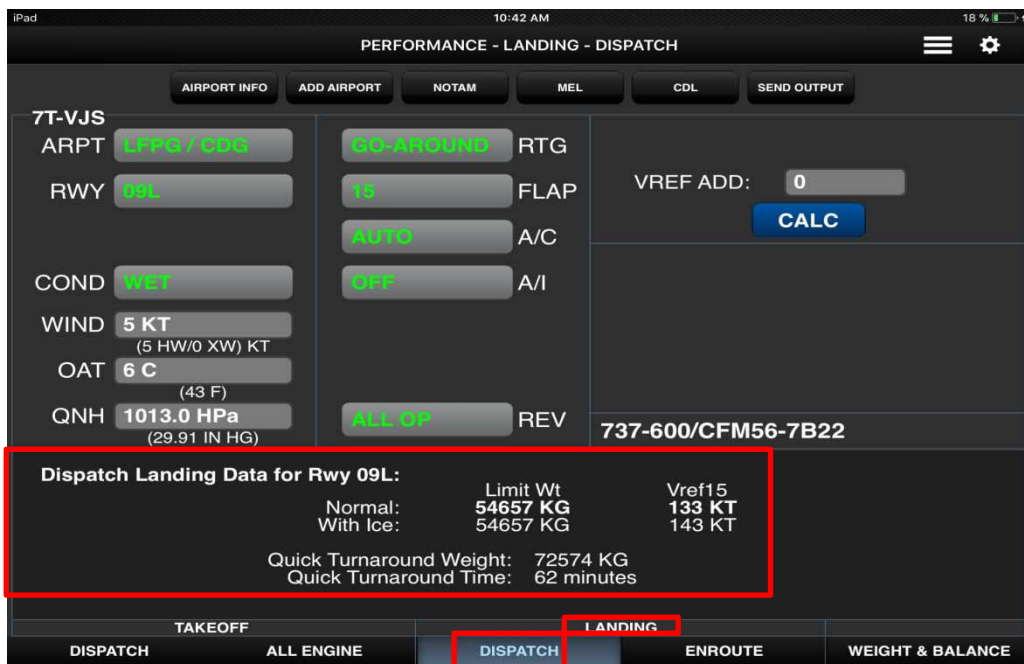 iPad 10:42 AM 18 %
PERFORMANCE - LANDING - DISPATCH
AIRPORT INFO ADD AIRPORT NOTAM MEL CDL SEND OUTPUT
7T-VJS
ARPT LFPG / CDG GO-AROUND RTG
RWY 09L 15 FLAP VREF ADD: 0
AUTO A/C CALC
COND WET OFF A/I
WIND 5 KT
(5 HW/0 XW) KT
OAT 6 C
(43 F)
QNH 1013.0 HPa ALL OP REV 737-600/CFM56-7B22
(29.91 IN HG)
Dispatch Landing Data for Rwy 09L:
Limit Wt Vref15
Normal: 54657 KG 133 KT
With Ice: 54657 KG 143 KT
Quick Turnaround Weight: 72574 KG
Quick Turnaround Time: 62 minutes
TAKEOFF LANDING
DISPATCH ALL ENGINE DISPATCH ENROUTE WEIGHT & BALANCE